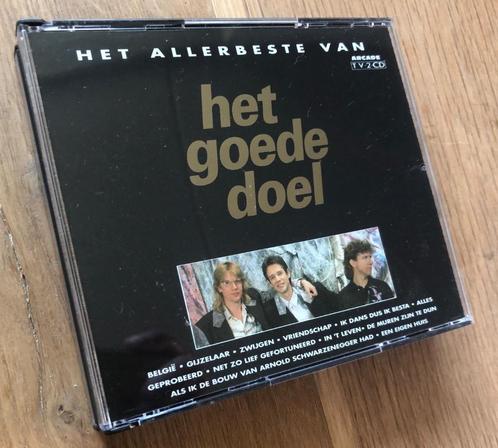 HET ALLERBESTE VAN
ARCADE
TV 2-CD
het
goede
doel
BELGIË • GIJZELAAR • ZWIJGEN • VRIENDSCHAP • IK DANS DUS IK BESTA • ALLES
GEPROBEERD • NET ZO LIEF GEFORTUNEERD • IN 'T LEVEN • DE MUREN ZIJN TE DUN
ALS IK DE BOUW VAN ARNOLD SCHWARZENEGGER HAD • EEN EIGEN HUIS